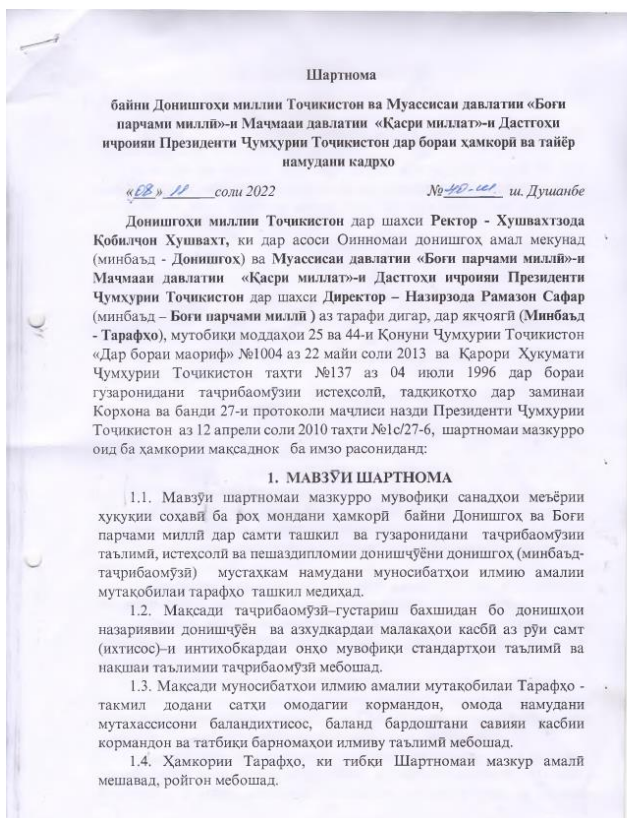 Шартнома
байни Донишгоҳи миллии Тоҷикистон ва Муассисаи давлатии «Боғи
парчами миллӣ»-и Маҷмааи давлатии «Қасри миллат»-и Дастгоҳи
иҷроияи Президенти Ҷумҳурии Тоҷикистон дар бораи ҳамкорӣ ва тайёр
намудани кадрҳо
«08» 11 соли 2022 №40-ш. ш. Душанбе
Донишгоҳи миллии Тоҷикистон дар шахси Ректор - Хушвахтзода
Қобилҷон Хушвахт, ки дар асоси Оинномаи донишгоҳ амал мекунад
(минбаъд - Донишгоҳ) ва Муассисаи давлатии «Боғи парчами миллӣ»-и
Маҷмааи давлатии «Қасри миллат»-и Дастгоҳи иҷроияи Президенти
Ҷумҳурии Тоҷикистон дар шахси Директор – Назирзода Рамазон Сафар
(минбаъд – Боғи парчами миллӣ ) аз тарафи дигар, дар якҷоягӣ (Минбаъд
- Тарафҳо), мутобиқи моддаҳои 25 ва 44-и Қонуни Ҷумҳурии Тоҷикистон
«Дар бораи маориф» №1004 аз 22 майи соли 2013 ва Қарори Ҳукумати
Ҷумҳурии Тоҷикистон таҳти №137 аз 04 июли 1996 дар бораи
гузаронидани таҷрибаомӯзии истеҳсолӣ, тадқиқотҳо дар заминаи
Корхона ва банди 27-и протоколи маҷлиси назди Президенти Ҷумҳурии
Тоҷикистон аз 12 апрели соли 2010 таҳти №1с/27-6, шартномаи мазкурро
оид ба ҳамкории мақсаднок ба имзо расониданд:
1. МАВЗӮИ ШАРТНОМА
1.1. Мавзӯи шартномаи мазкурро мувофиқи санадҳои меъёрии
ҳуқуқии соҳавӣ ба роҳ мондани ҳамкорӣ байни Донишгоҳ ва Боғи
парчами миллӣ дар самти ташкил ва гузаронидани таҷрибаомӯзии
таълимӣ, истеҳсолӣ ва пешаздипломии донишҷӯёни донишгоҳ (минбаъд-
таҷрибаомӯзӣ) мустаҳкам намудани муносибатҳои илмию амалии
мутақобилаи тарафҳо ташкил медиҳад.
1.2. Мақсади таҷрибаомӯзӣ–густариш бахшидан бо донишҳои
назариявии донишҷӯён ва азхудкардаи малакаҳои касбӣ аз рӯи самт
(ихтисос)–и интихобкардаи онҳо мувофиқи стандартҳои таълимӣ ва
нақшаи таълимии таҷрибаомӯзӣ мебошад.
1.3. Мақсади муносибатҳои илмию амалии мутақобилаи Тарафҳо -
такмил додани сатҳи омодагии кормандон, омода намудани
мутахассисони баландихтисос, баланд бардоштани савияи касбии
кормандон ва татбиқи барномаҳои илмиву таълимӣ мебошад.
1.4. Ҳамкории Тарафҳо, ки тибқи Шартномаи мазкур амалӣ
мешавад, ройгон мебошад.